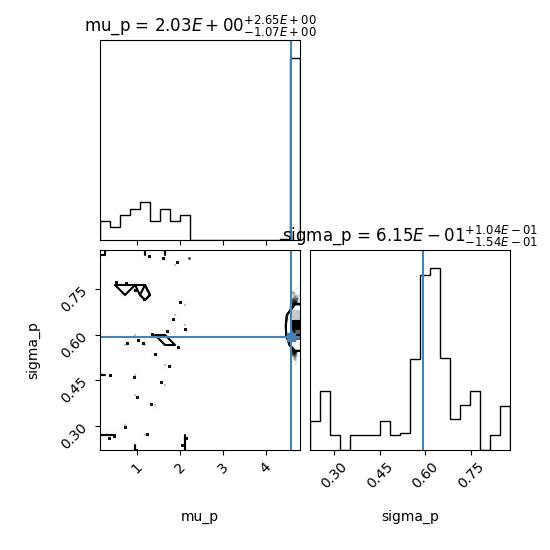 mu_p = 2.03E + 00+2.65E+00 −1.07E+00
sigma_p = 6.15E − 01+1.04E−01 −1.54E−01
0.75
0.60
0.45
0.30
sigma_p
1 2 3 4
0.30 0.45 0.60 0.75
mu_p sigma_p